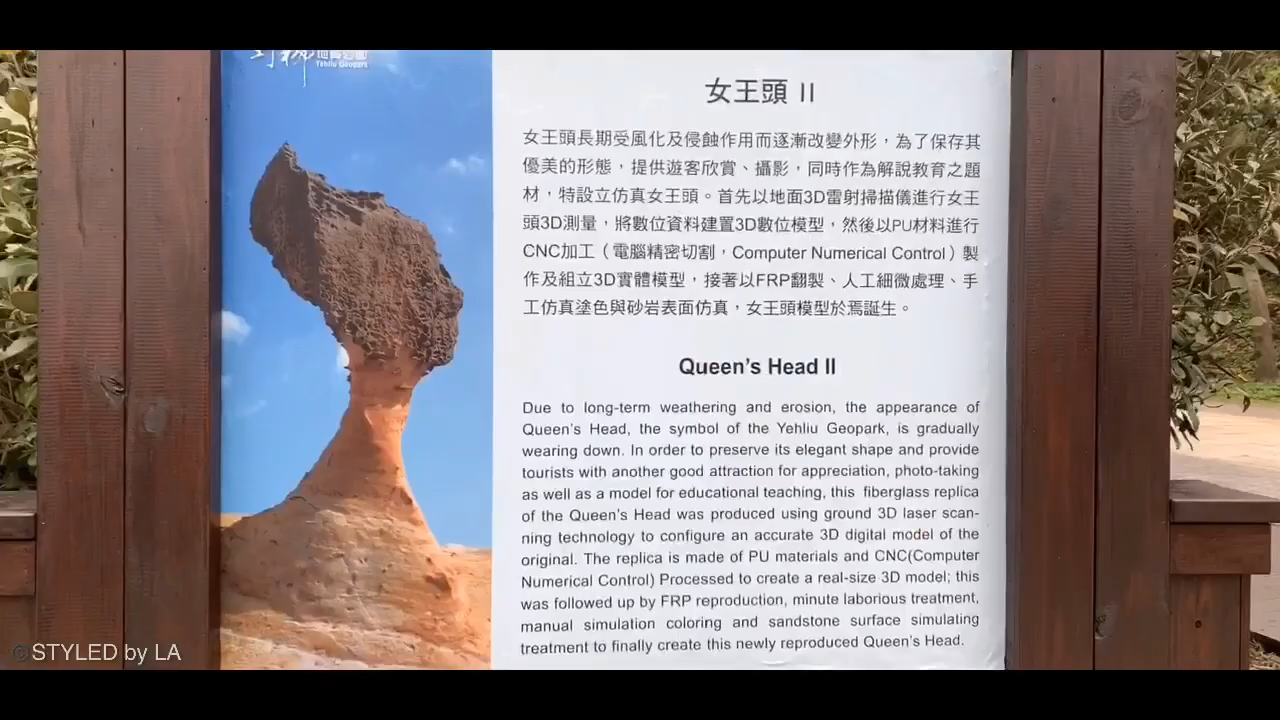 野柳地質公園
Yehliu Geopark
女王頭 II
女王頭長期受風化及侵蝕作用而逐漸改變外形，為了保存其
優美的形態，提供遊客欣賞、攝影，同時作為解說教育之題
材，特設立仿真女王頭。首先以地面3D雷射掃描儀進行女王
頭3D測量，將數位資料建置3D數位模型，然後以PU材料進行
CNC加工（電腦精密切割，Computer Numerical Control）製
作及組立3D實體模型，接著以FRP翻製、人工細微處理、手
工仿真塗色與砂岩表面仿真，女王頭模型於焉誕生。
Queen's Head II
Due to long-term weathering and erosion, the appearance of
Queen's Head, the symbol of the Yehliu Geopark, is gradually
wearing down. In order to preserve its elegant shape and provide
tourists with another good attraction for appreciation, photo-taking
as well as a model for educational teaching, this fiberglass replica
of the Queen's Head was produced using ground 3D laser scan-
ning technology to configure an accurate 3D digital model of the
original. The replica is made of PU materials and CNC(Computer
Numerical Control) Processed to create a real-size 3D model; this
was followed up by FRP reproduction, minute laborious treatment,
manual simulation coloring and sandstone surface simulating
treatment to finally create this newly reproduced Queen's Head.
©STYLED by LA